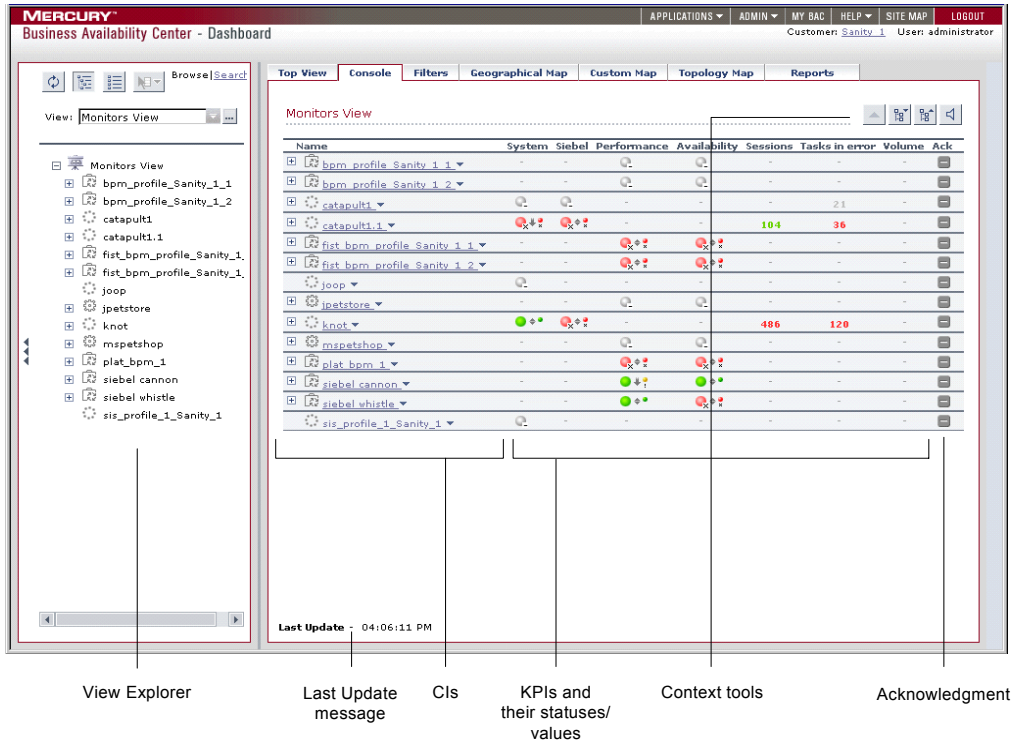 MERCURY™
APPLICATIONS ADMIN MY BAC HELP SITE MAP LOGOUT
Business Availability Center - Dashboard
Customer: Sanity_1 User: administrator
Browse|Search
View: Monitors View ...
Monitors View
bpm_profile_Sanity_1_1
bpm_profile_Sanity_1_2
catapult1
catapult1.1
fist_bpm_profile_Sanity_1_
fist_bpm_profile_Sanity_1_
joop
jpetstore
knot
mspetshop
plat_bpm_1
siebel cannon
siebel whistle
sis_profile_1_Sanity_1
Top View Console Filters Geographical Map Custom Map Topology Map Reports
Monitors View
Name System Siebel Performance Availability Sessions Tasks in error Volume Ack
bpm_profile_Sanity_1_1 - - - - -
bpm_profile_Sanity_1_2 - - - - -
catapult1 - - - 21 -
catapult1.1 - - 104 36 -
fist_bpm_profile_Sanity_1_1 - - - - -
fist_bpm_profile_Sanity_1_2 - - - - -
joop - - - - - -
jpetstore - - - - -
knot - - 486 120 -
mspetshop - - - - -
plat_bpm_1 - - - - -
siebel cannon - - - - -
siebel whistle - - - - -
sis_profile_1_Sanity_1 - - - - - -
Last Update - 04:06:11 PM
View Explorer
Last Update
message
CIs
KPIs and
their statuses/
values
Context tools
Acknowledgment